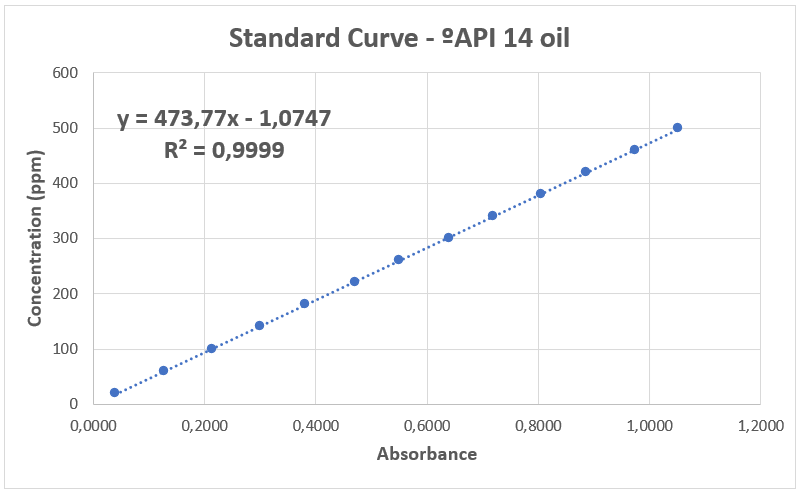 Standard Curve - ºAPI 14 oil
y = 473,77x - 1,0747
R² = 0,9999
600
500
400
300
200
100
0
Concentration (ppm)
0,0000 0,2000 0,4000 0,6000 0,8000 1,0000 1,2000
Absorbance